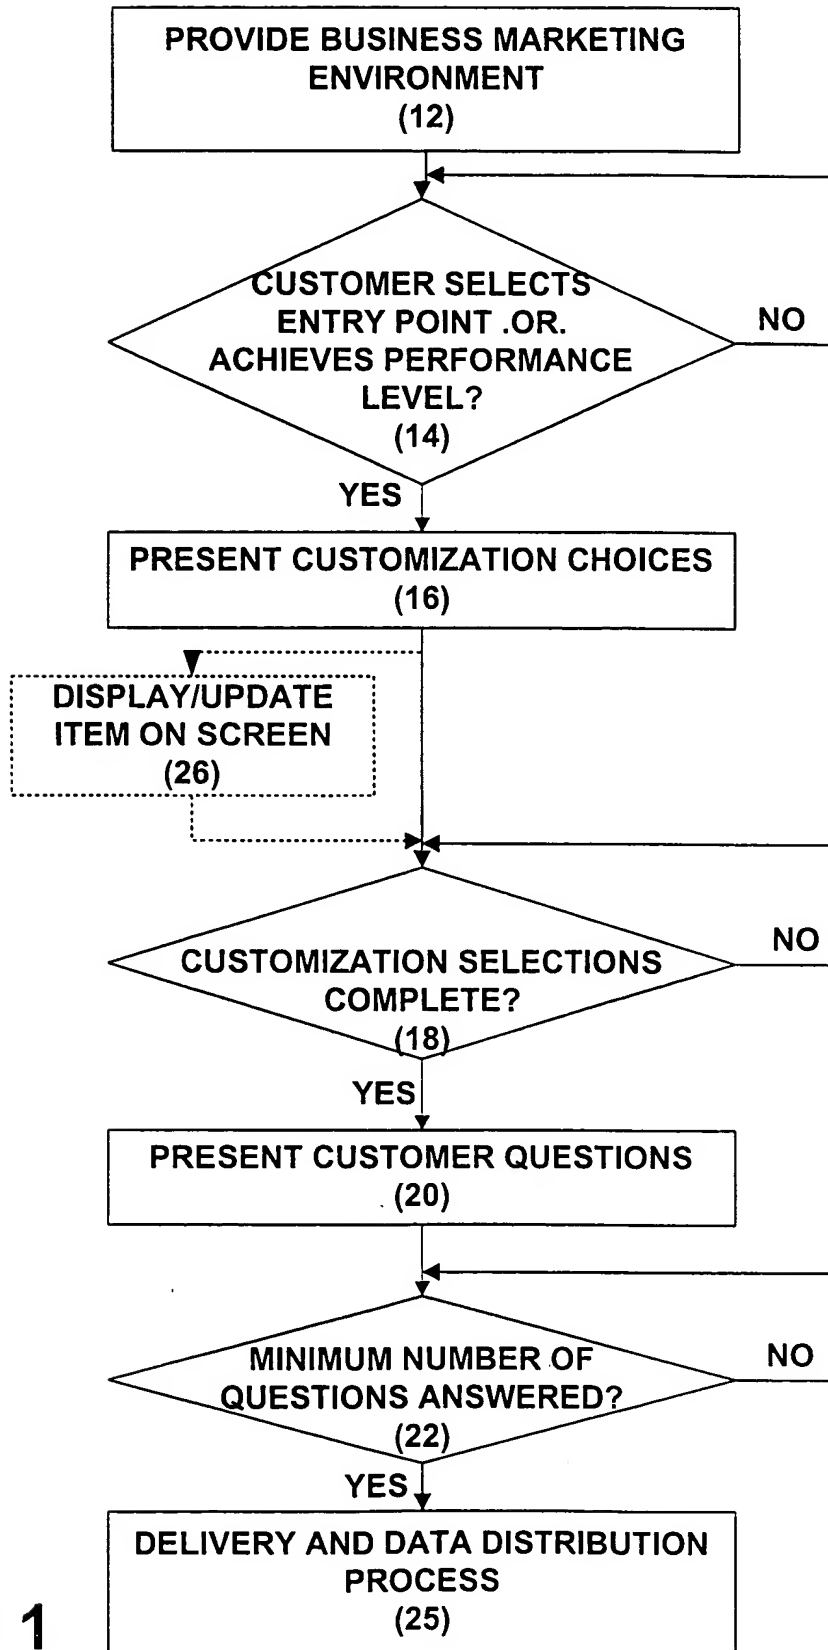 PROVIDE BUSINESS MARKETING
ENVIRONMENT
(12)
CUSTOMER SELECTS
ENTRY POINT .OR.
ACHIEVES PERFORMANCE
LEVEL?
(14)
NO
YES
PRESENT CUSTOMIZATION CHOICES
(16)
DISPLAY/UPDATE
ITEM ON SCREEN
(26)
CUSTOMIZATION SELECTIONS
COMPLETE?
(18)
NO
YES
PRESENT CUSTOMER QUESTIONS
(20)
MINIMUM NUMBER OF
QUESTIONS ANSWERED?
(22)
NO
YES
DELIVERY AND DATA DISTRIBUTION
PROCESS
(25)
1